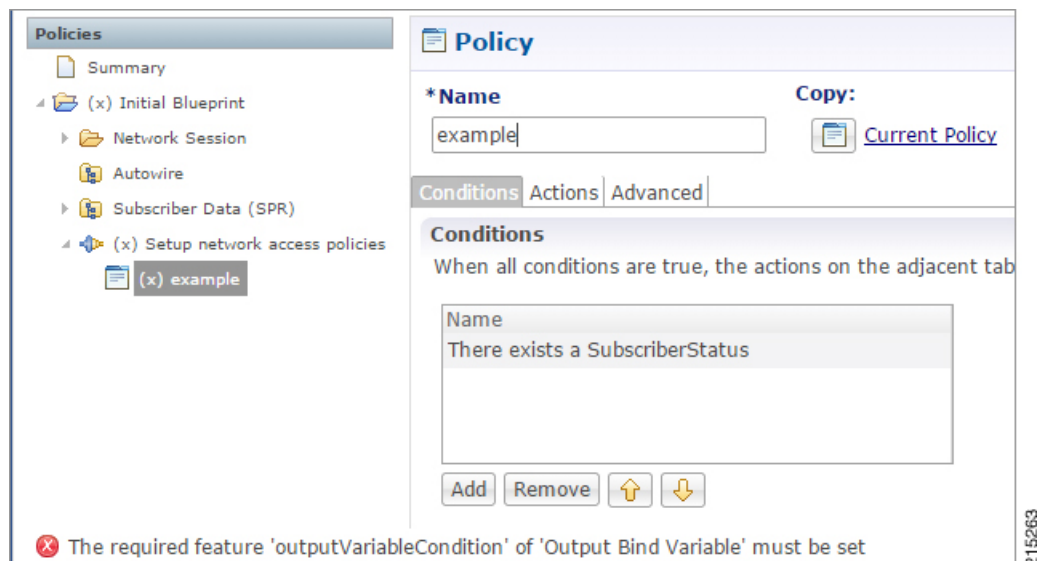 Policies
Summary
(x) Initial Blueprint
Network Session
Autowire
Subscriber Data (SPR)
(x) Setup network access policies
(x) example
Policy
*Name
Copy:
example
Current Policy
Conditions Actions Advanced
Conditions
When all conditions are true, the actions on the adjacent tab
Name
There exists a SubscriberStatus
Add Remove
The required feature 'outputVariableCondition' of 'Output Bind Variable' must be set
215263